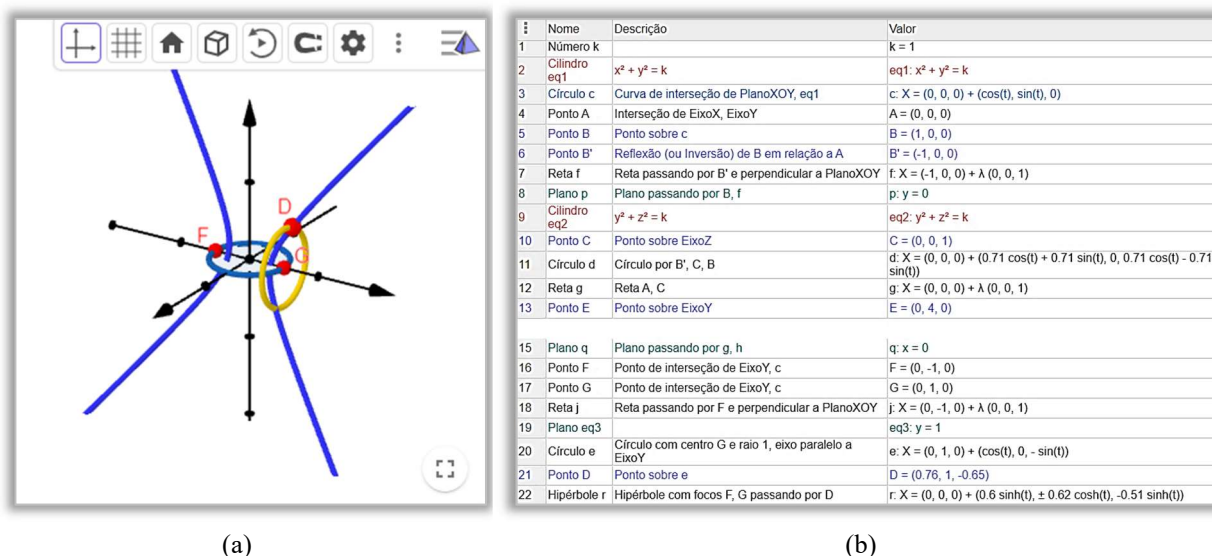 D
F
G
Nome Descrição Valor
1 Número k k = 1
2 Cilindro eq1 x² + y² = k eq1: x² + y² = k
3 Círculo c Curva de interseção de PlanoXOY, eq1 c: X = (0, 0, 0) + (cos(t), sin(t), 0)
4 Ponto A Interseção de EixoX, EixoY A = (0, 0, 0)
5 Ponto B Ponto sobre c B = (1, 0, 0)
6 Ponto B' Reflexão (ou Inversão) de B em relação a A B' = (-1, 0, 0)
7 Reta f Reta passando por B' e perpendicular a PlanoXOY f: X = (-1, 0, 0) + λ (0, 0, 1)
8 Plano p Plano passando por B, f p: y = 0
9 Cilindro eq2 y² + z² = k eq2: y² + z² = k
10 Ponto C Ponto sobre EixoZ C = (0, 0, 1)
11 Círculo d Círculo por B', C, B d: X = (0, 0, 0) + (0.71 cos(t) + 0.71 sin(t), 0, 0.71 cos(t) - 0.71 sin(t))
12 Reta g Reta A, C g: X = (0, 0, 0) + λ (0, 0, 1)
13 Ponto E Ponto sobre EixoY E = (0, 4, 0)
15 Plano q Plano passando por g, h q: x = 0
16 Ponto F Ponto de interseção de EixoY, c F = (0, -1, 0)
17 Ponto G Ponto de interseção de EixoY, c G = (0, 1, 0)
18 Reta j Reta passando por F e perpendicular a PlanoXOY j: X = (0, -1, 0) + λ (0, 0, 1)
19 Plano eq3 eq3: y = 1
20 Círculo e Círculo com centro G e raio 1, eixo paralelo a EixoY e: X = (0, 1, 0) + (cos(t), 0, - sin(t))
21 Ponto D Ponto sobre e D = (0.76, 1, -0.65)
22 Hipérbole r Hipérbole com focos F, G passando por D r: X = (0, 0, 0) + (0.6 sinh(t), ± 0.62 cosh(t), -0.51 sinh(t))
(a) (b)